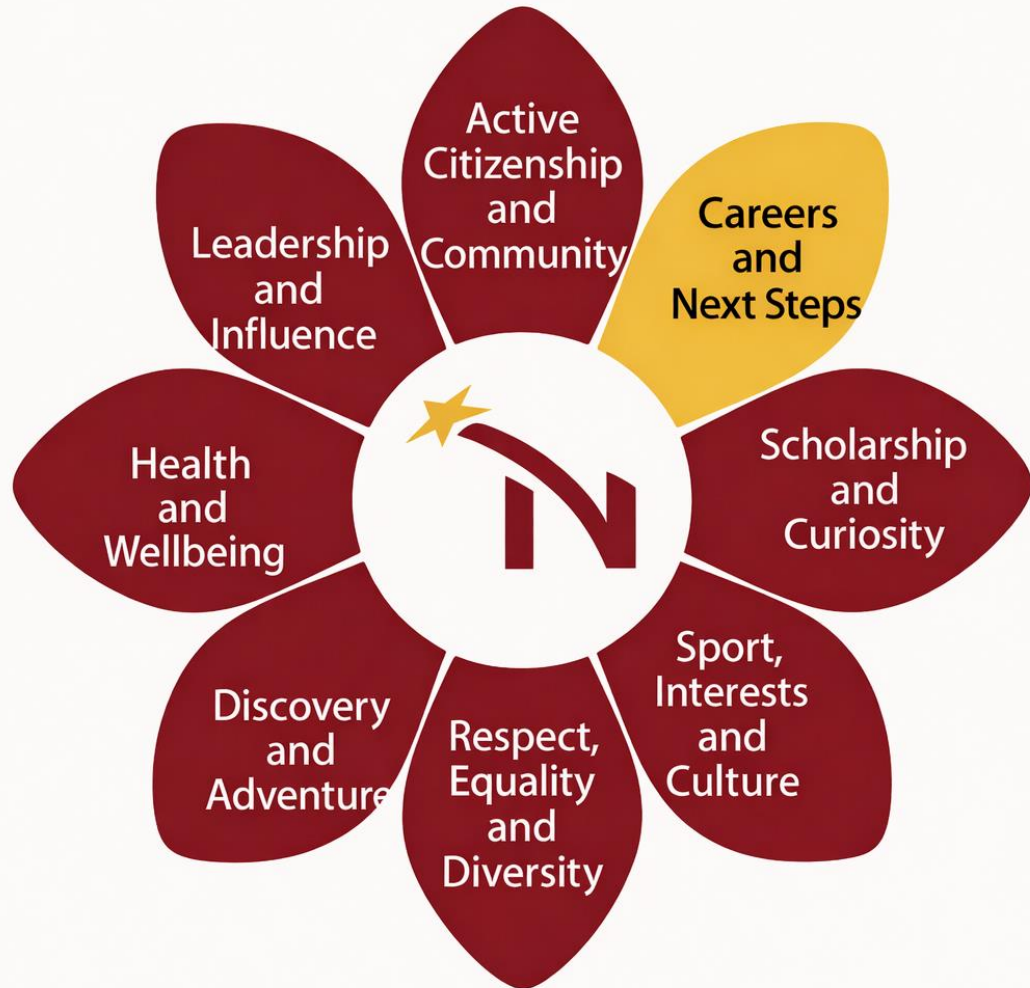 Active
Citizenship
and
Community
Careers
and
Next Steps
Scholarship
and
Curiosity
Sport,
Interests
and
Culture
Respect,
Equality
and
Diversity
Discovery
and
Adventure
Health
and
Wellbeing
Leadership
and
Influence
N